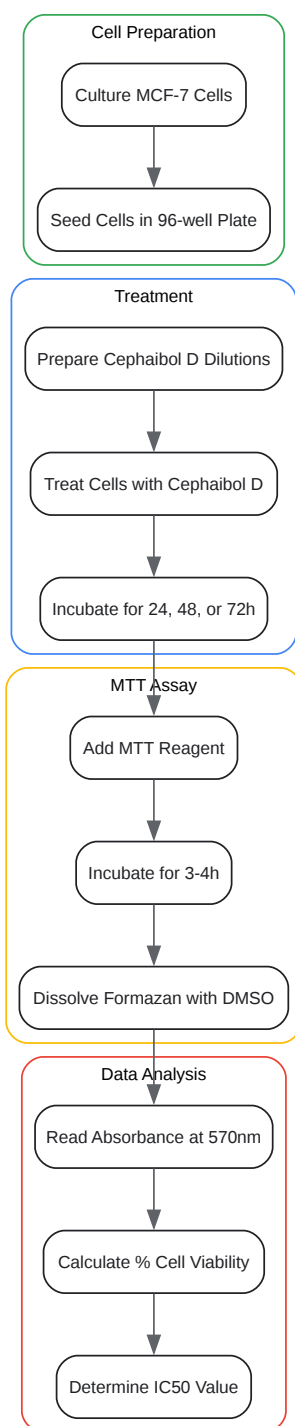 Cell Preparation
Culture MCF-7 Cells
Seed Cells in 96-well Plate
Treatment
Prepare Cephaibol D Dilutions
Treat Cells with Cephaibol D
Incubate for 24, 48, or 72h
MTT Assay
Add MTT Reagent
Incubate for 3-4h
Dissolve Formazan with DMSO
Data Analysis
Read Absorbance at 570nm
Calculate % Cell Viability
Determine IC50 Value